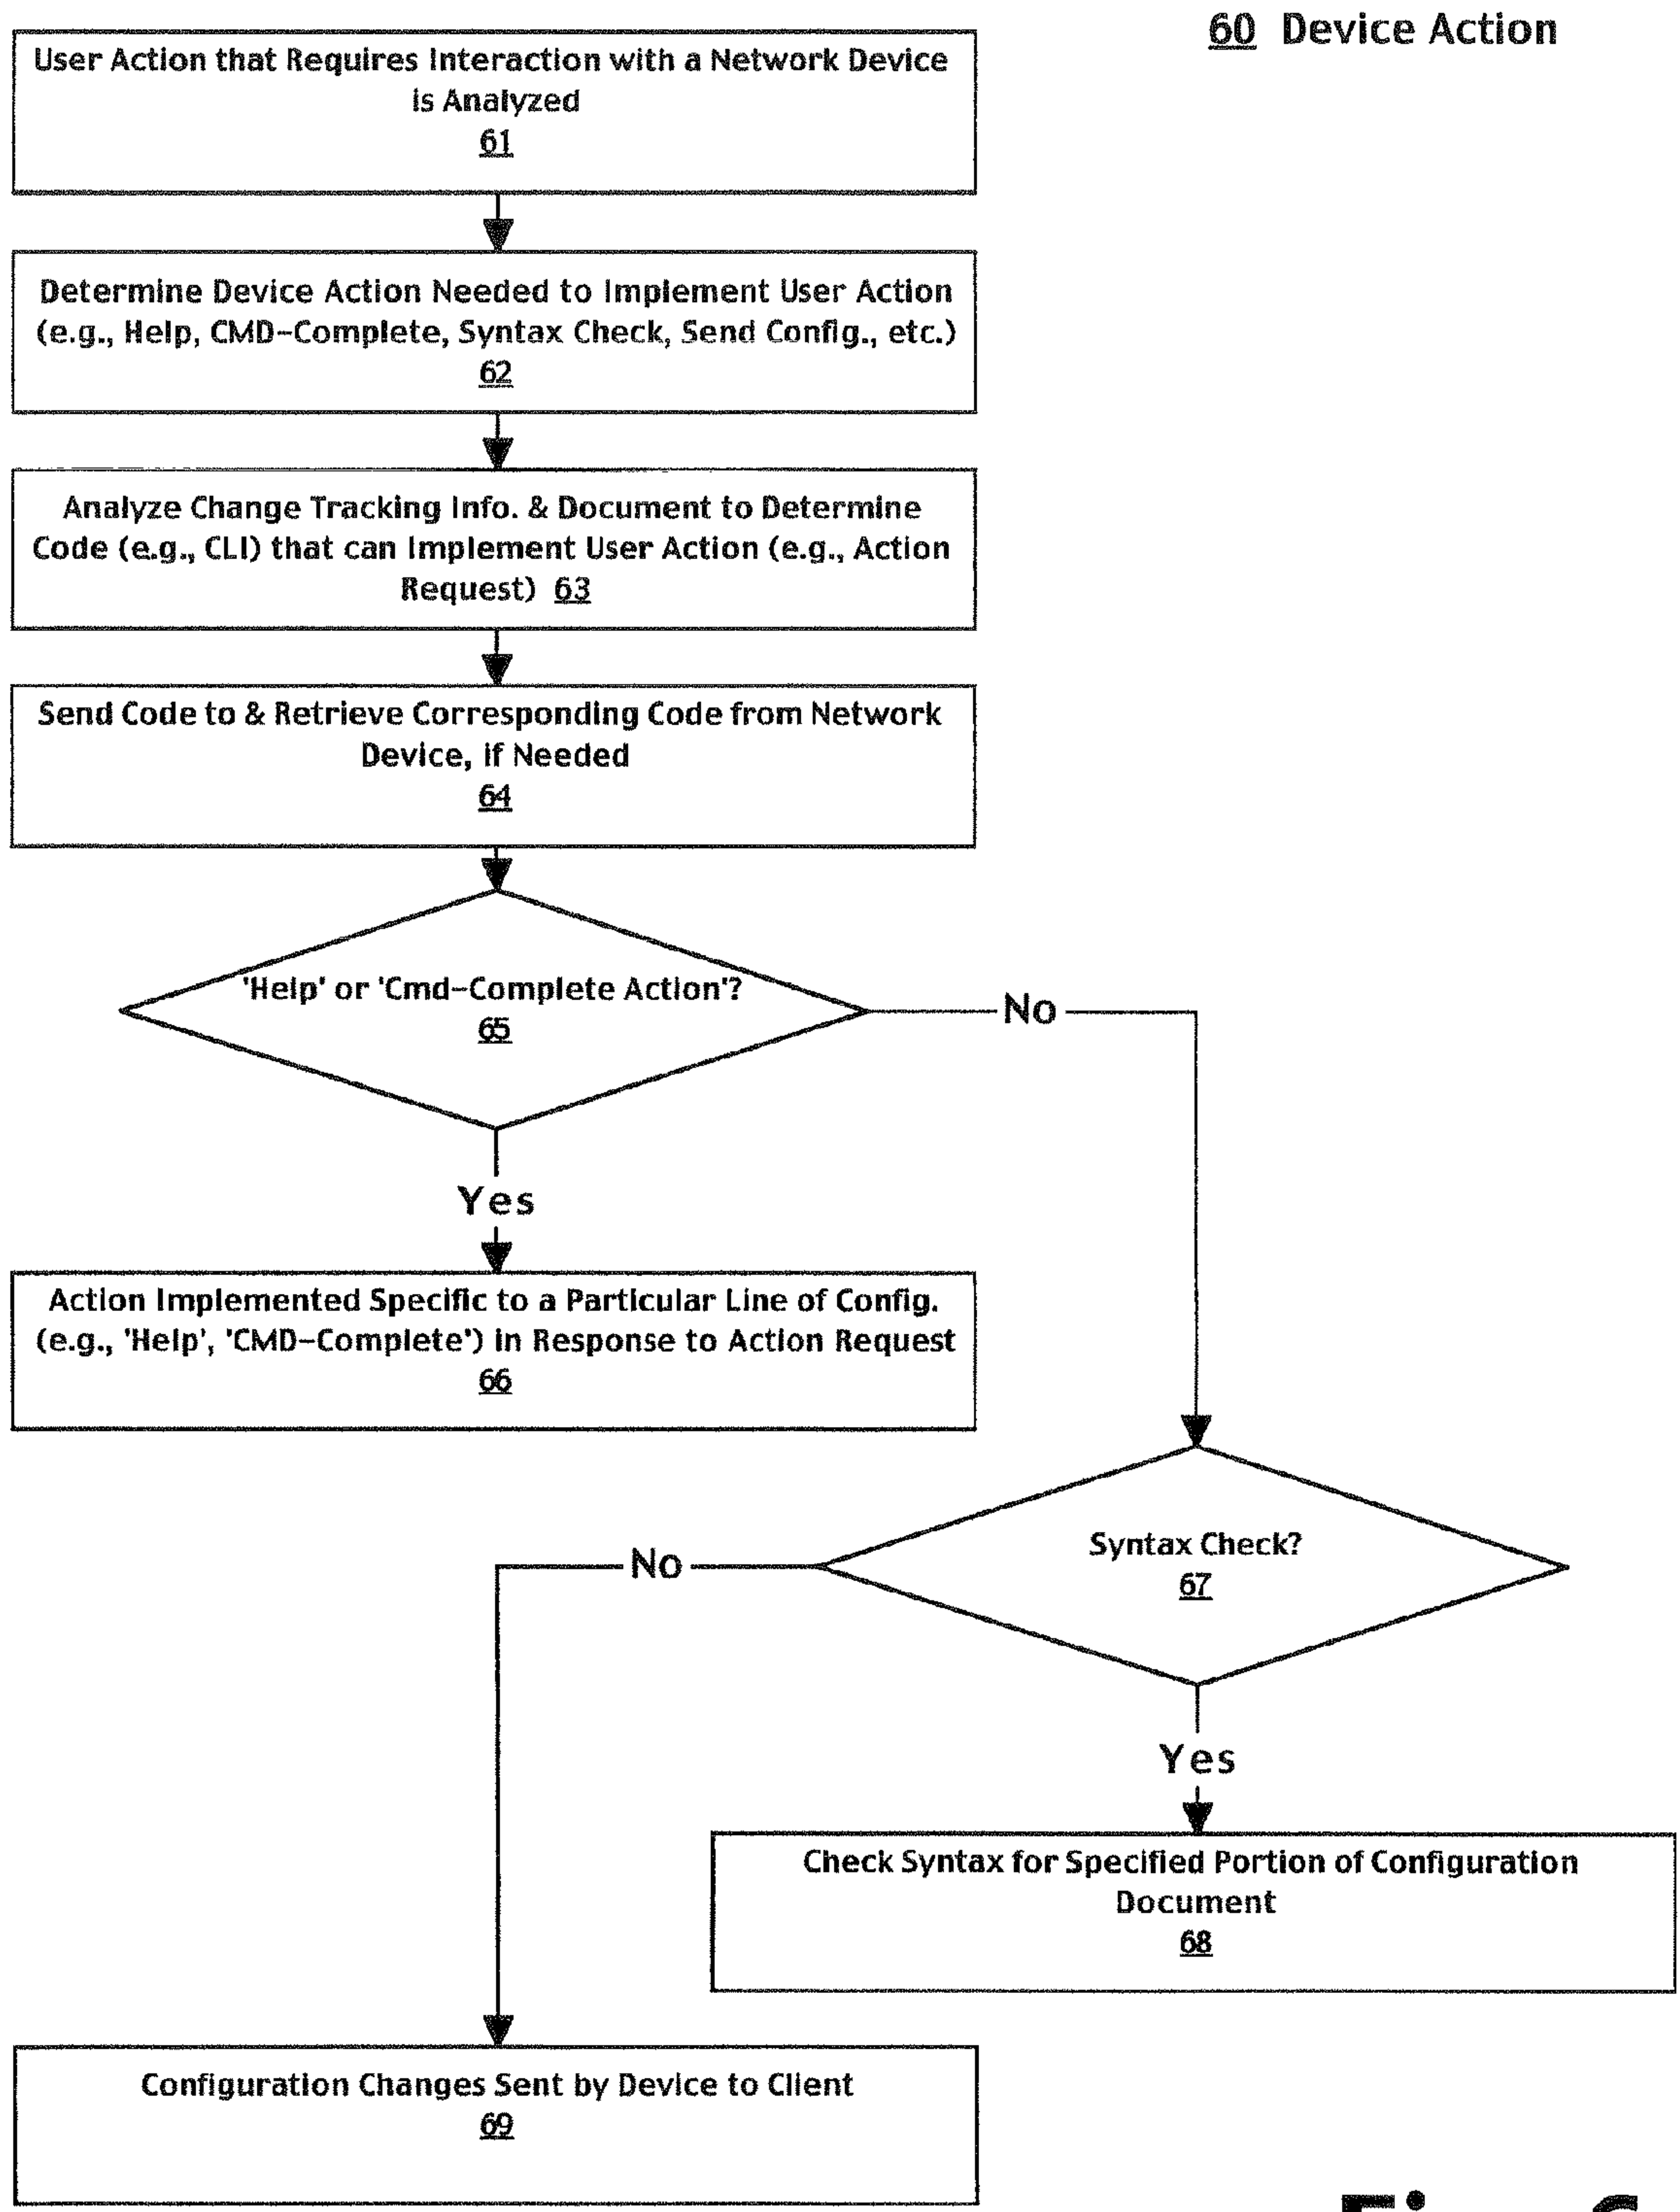 60 Device Action
User Action that Requires Interaction with a Network Device
is Analyzed
61
Determine Device Action Needed to Implement User Action
(e.g., Help, CMD-Complete, Syntax Check, Send Config., etc.)
62
Analyze Change Tracking Info. & Document to Determine
Code (e.g., CLI) that can Implement User Action (e.g., Action
Request) 63
Send Code to & Retrieve Corresponding Code from Network
Device, if Needed
64
'Help' or 'Cmd-Complete Action'?
65
No
Yes
Action Implemented Specific to a Particular Line of Config.
(e.g., 'Help', 'CMD-Complete') in Response to Action Request
66
Syntax Check?
67
No
Yes
Check Syntax for Specified Portion of Configuration
Document
68
Configuration Changes Sent by Device to Client
69